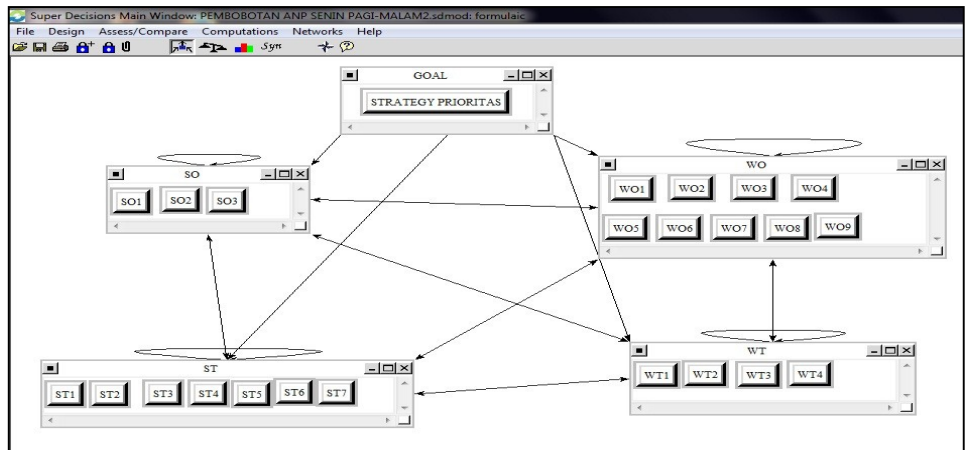 Super Decisions Main Window: PEMBOBOTAN ANP SENIN PAGI-MALAM2.sdmod: formulaic
File Design Assess/Compare Computations Networks Help
Syn
GOAL
STRATEGY PRIORITAS
SO
SO1 SO2 SO3
WO
WO1 WO2 WO3 WO4
WO5 WO6 WO7 WO8 WO9
ST
ST1 ST2 ST3 ST4 ST5 ST6 ST7
WT
WT1 WT2 WT3 WT4